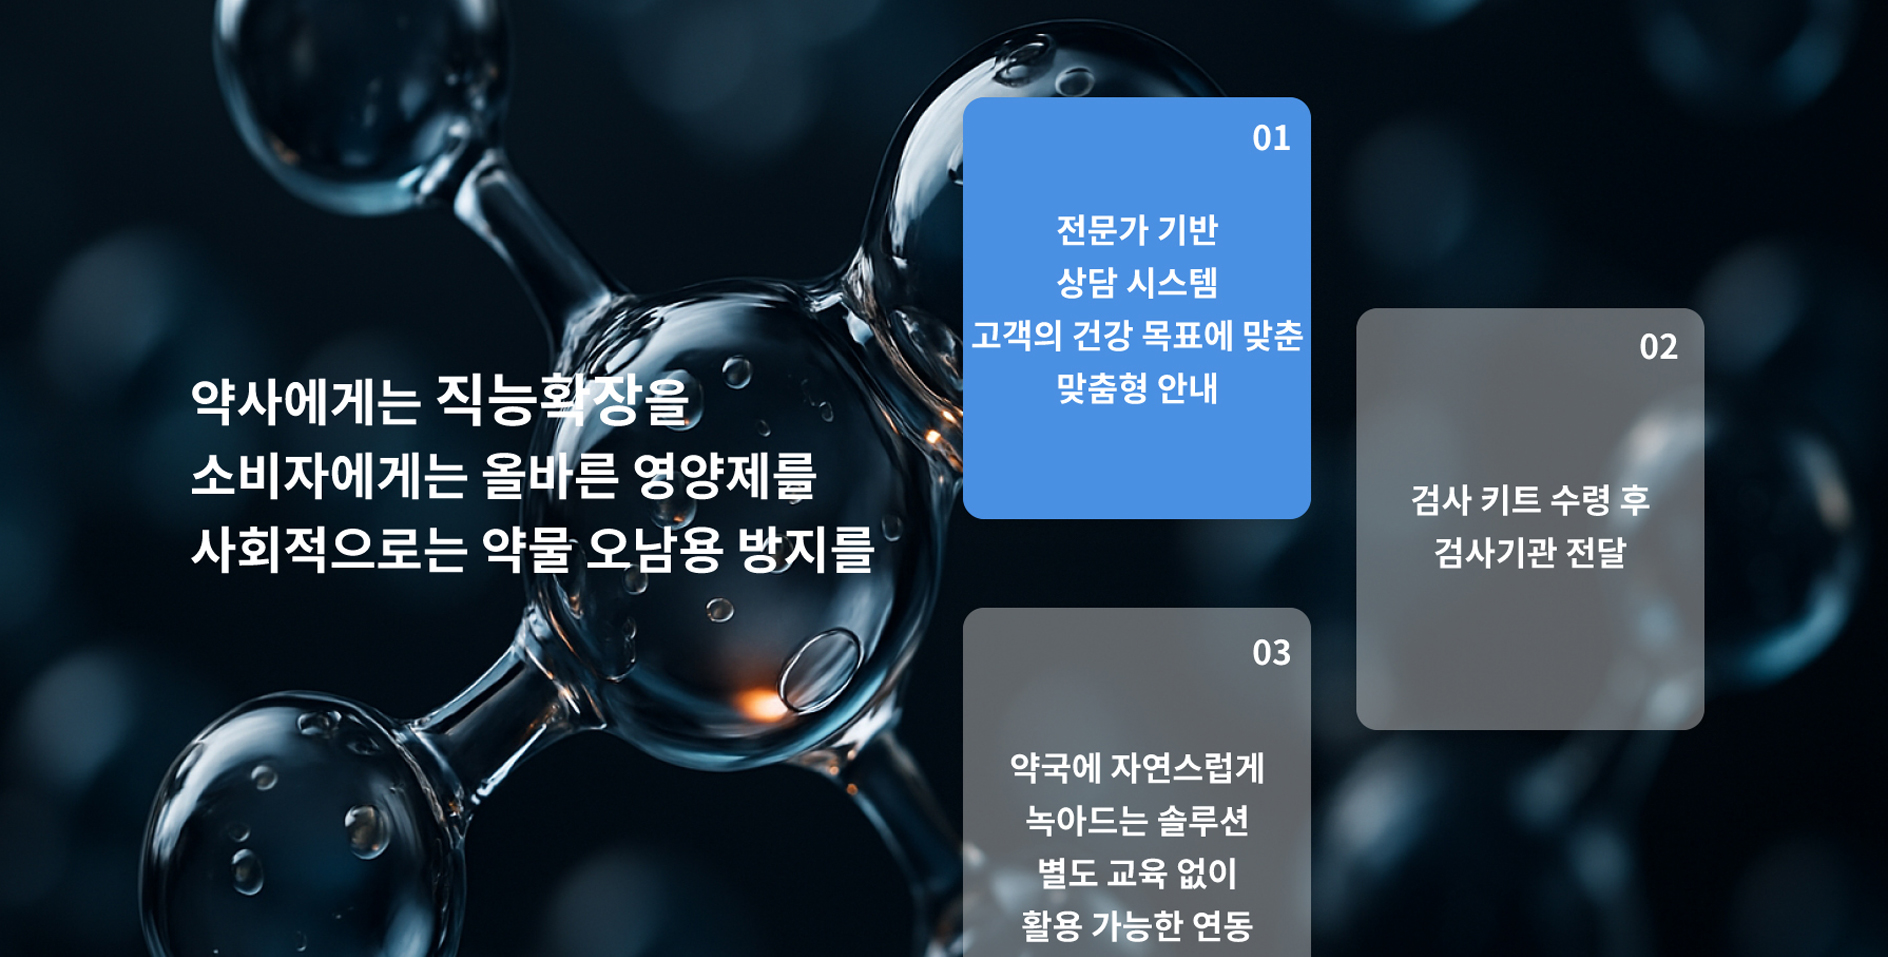 약사에게는 직능확장을
소비자에게는 올바른 영양제를
사회적으로는 약물 오남용 방지를
01
전문가 기반
상담 시스템
고객의 건강 목표에 맞춘
맞춤형 안내
02
검사 키트 수령 후
검사기관 전달
03
약국에 자연스럽게
녹아드는 솔루션
별도 교육 없이
활용 가능한 연동